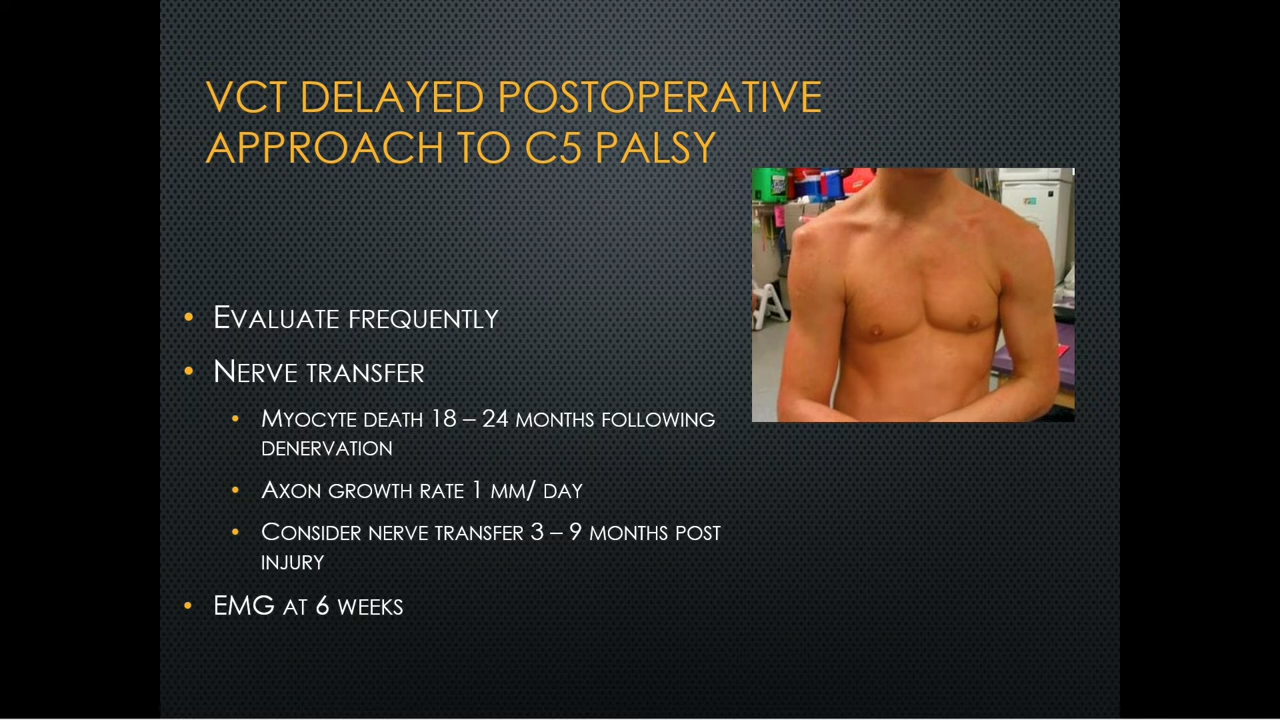 VCT DELAYED POSTOPERATIVE
APPROACH TO C5 PALSY
• EVALUATE FREQUENTLY
• NERVE TRANSFER
• MYOCYTE DEATH 18 – 24 MONTHS FOLLOWING
DENERVATION
• AXON GROWTH RATE 1 MM/ DAY
• CONSIDER NERVE TRANSFER 3 – 9 MONTHS POST
INJURY
• EMG AT 6 WEEKS